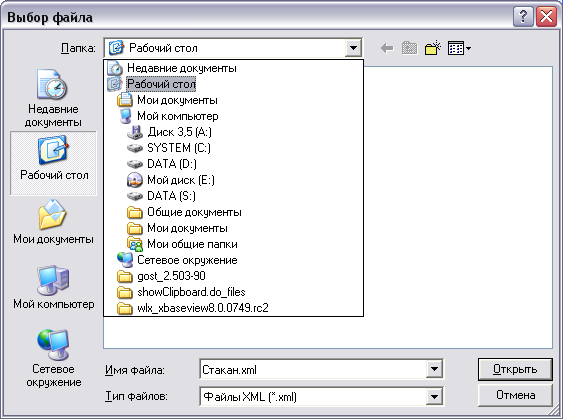 Выбор файла
Папка: Рабочий стол
Недавние документы
Рабочий стол
Мои документы
Мой компьютер
Диск 3,5 (A:)
SYSTEM (C:)
DATA (D:)
Мой диск (E:)
DATA (S:)
Общие документы
Мои документы
Мои общие папки
Сетевое окружение
gost_2.503-90
showClipboard.do_files
wlx_xbaseview8.0.0749.rc2
Недавние
документы
Рабочий стол
Мои документы
Мой компьютер
Сетевое
окружение
Имя файла: Стакан.xml Открыть
Тип файлов: Файлы XML (*.xml) Отмена